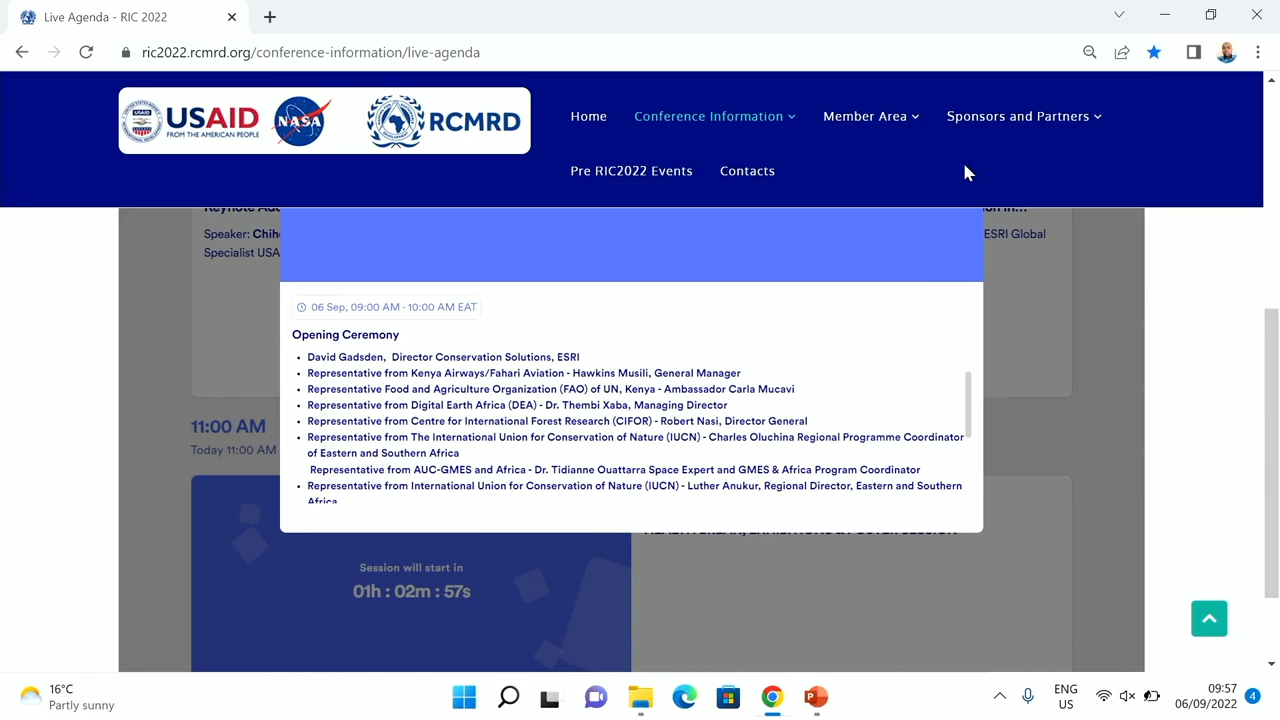 Live Agenda - RIC 2022
ric2022.rcmrd.org/conference-information/live-agenda
USAID
FROM THE AMERICAN PEOPLE
NASA
RCMRD
Home
Conference Information
Member Area
Sponsors and Partners
Pre RIC2022 Events
Contacts
Speaker: Chih
Specialist USA
ESRI Global
06 Sep, 09:00 AM - 10:00 AM EAT
Opening Ceremony
• David Gadsden, Director Conservation Solutions, ESRI
• Representative from Kenya Airways/Fahari Aviation - Hawkins Musili, General Manager
• Representative Food and Agriculture Organization (FAO) of UN, Kenya - Ambassador Carla Mucavi
• Representative from Digital Earth Africa (DEA) - Dr. Thembi Xaba, Managing Director
• Representative from Centre for International Forest Research (CIFOR) - Robert Nasi, Director General
• Representative from The International Union for Conservation of Nature (IUCN) - Charles Oluchina Regional Programme Coordinator
of Eastern and Southern Africa
Representative from AUC-GMES and Africa - Dr. Tidianne Ouattarra Space Expert and GMES & Africa Program Coordinator
• Representative from International Union for Conservation of Nature (IUCN) - Luther Anukur, Regional Director, Eastern and Southern
Africa
11:00 AM
Today 11:00 AM
Session will start in
01h : 02m : 57s
16°C
Partly sunny
ENG
US
09:57
06/09/2022
4